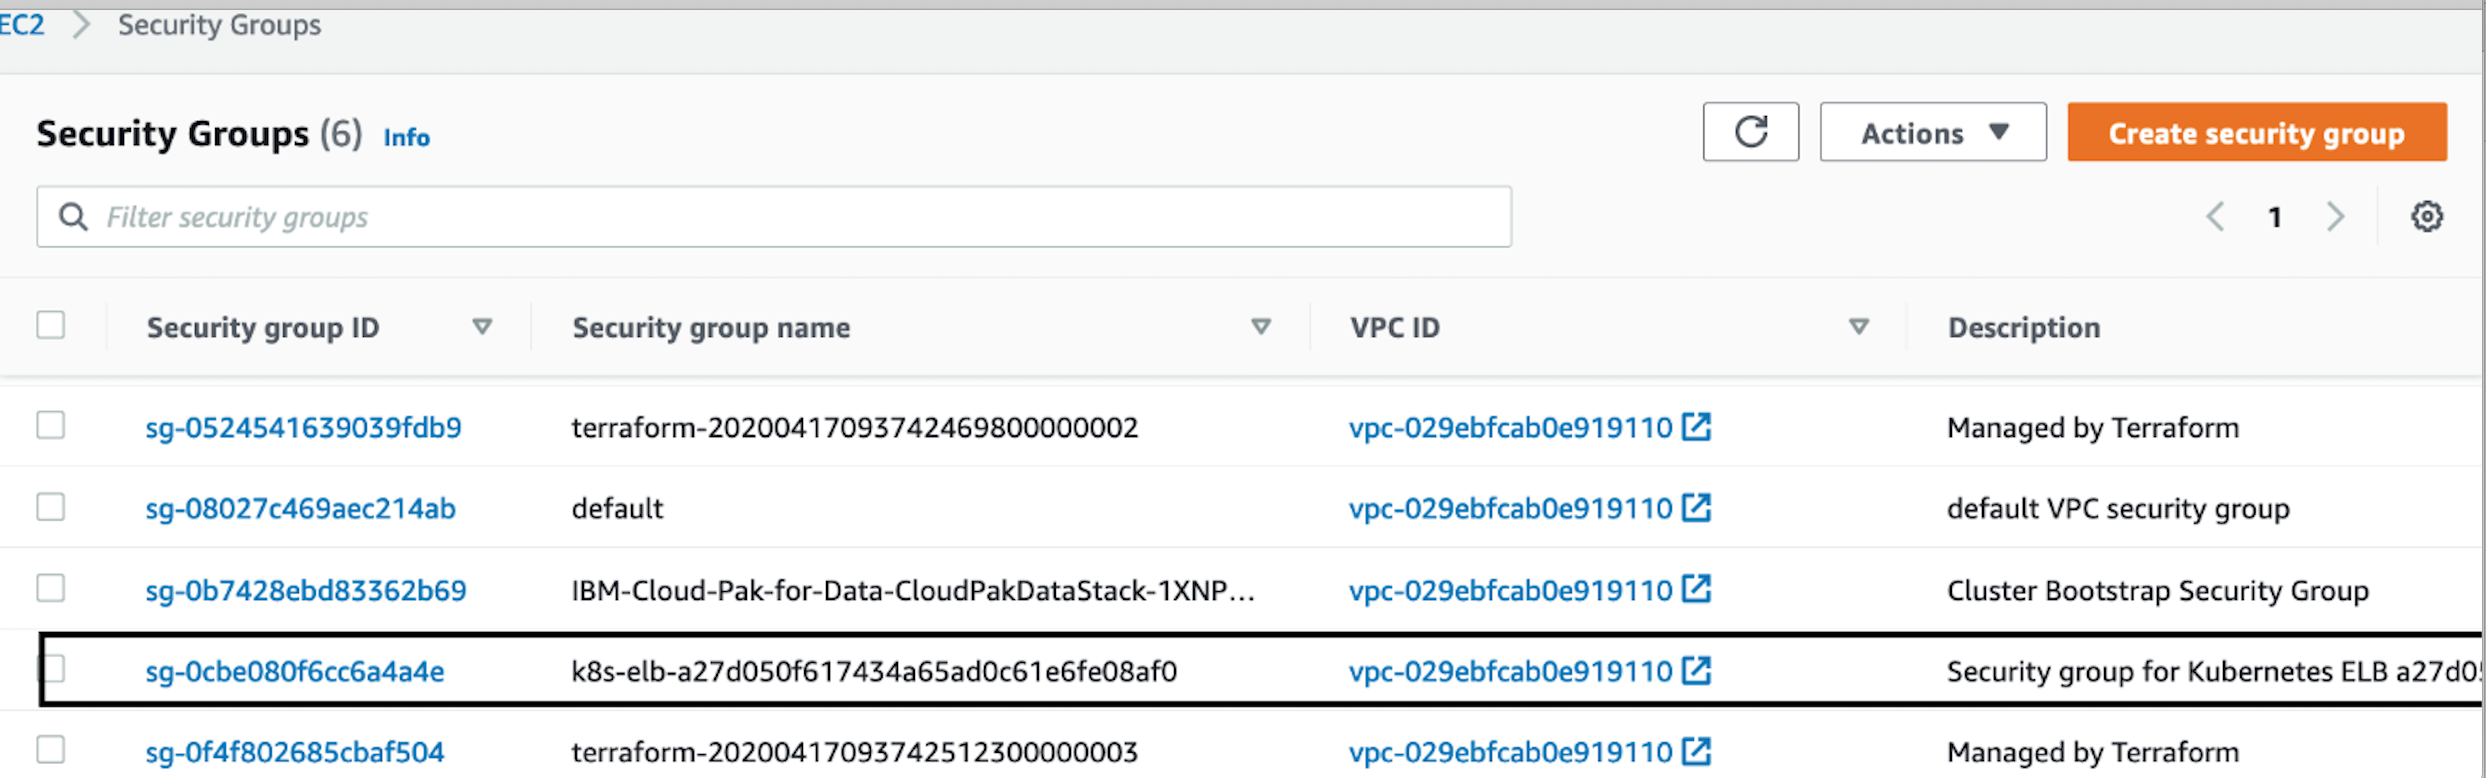 EC2 > Security Groups
Security Groups (6) Info
Actions
Create security group
Filter security groups
1
Security group ID Security group name VPC ID Description
sg-0524541639039fdb9 terraform-20200417093742469800000002 vpc-029ebfcab0e919110 Managed by Terraform
sg-08027c469aec214ab default vpc-029ebfcab0e919110 default VPC security group
sg-0b7428ebd83362b69 IBM-Cloud-Pak-for-Data-CloudPakDataStack-1XNP... vpc-029ebfcab0e919110 Cluster Bootstrap Security Group
sg-0cbe080f6cc6a4a4e k8s-elb-a27d050f617434a65ad0c61e6fe08af0 vpc-029ebfcab0e919110 Security group for Kubernetes ELB a27d05
sg-0f4f802685cbaf504 terraform-20200417093742512300000003 vpc-029ebfcab0e919110 Managed by Terraform